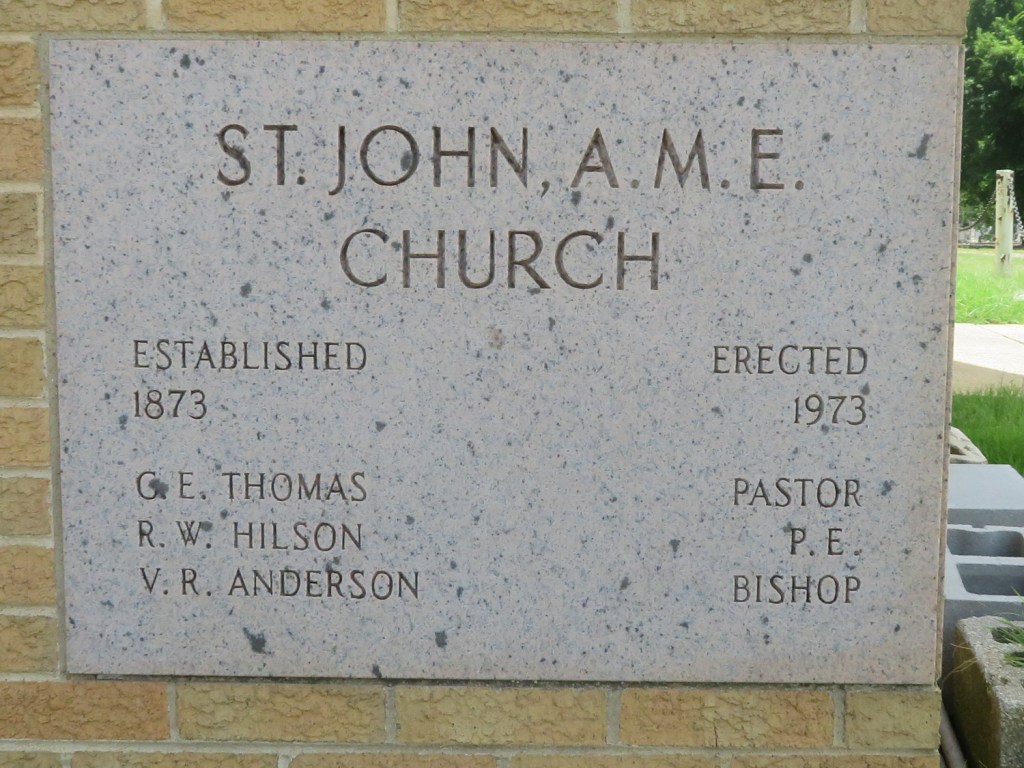 ST. JOHN, A.M.E.
CHURCH
ESTABLISHED ERECTED
1873 1973
G. E. THOMAS PASTOR
R. W. HILSON P. E.
V. R. ANDERSON BISHOP